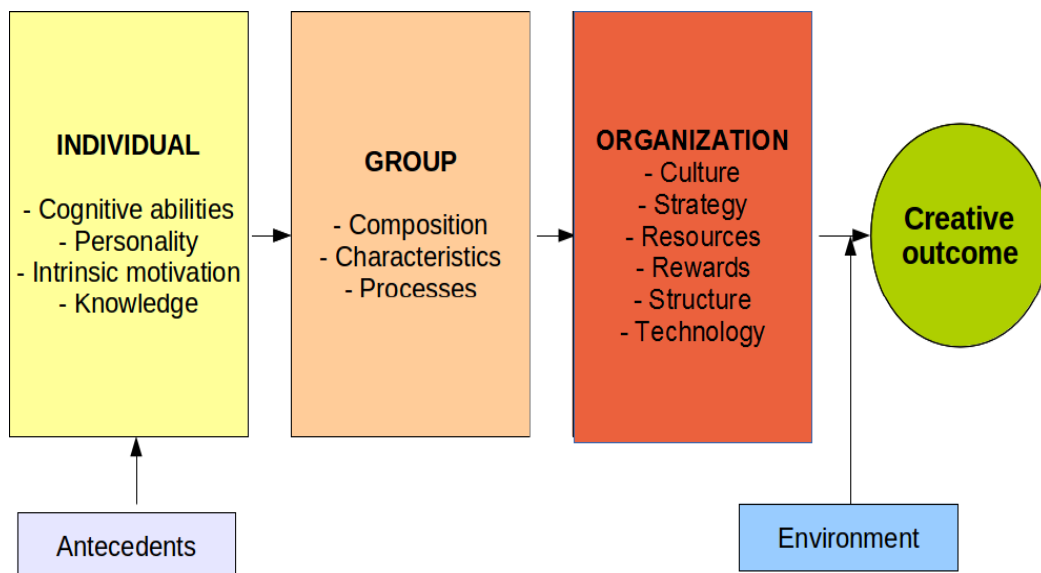 INDIVIDUAL
- Cognitive abilities
- Personality
- Intrinsic motivation
- Knowledge
GROUP
- Composition
- Characteristics
- Processes
ORGANIZATION
- Culture
- Strategy
- Resources
- Rewards
- Structure
- Technology
Creative
outcome
Antecedents
Environment